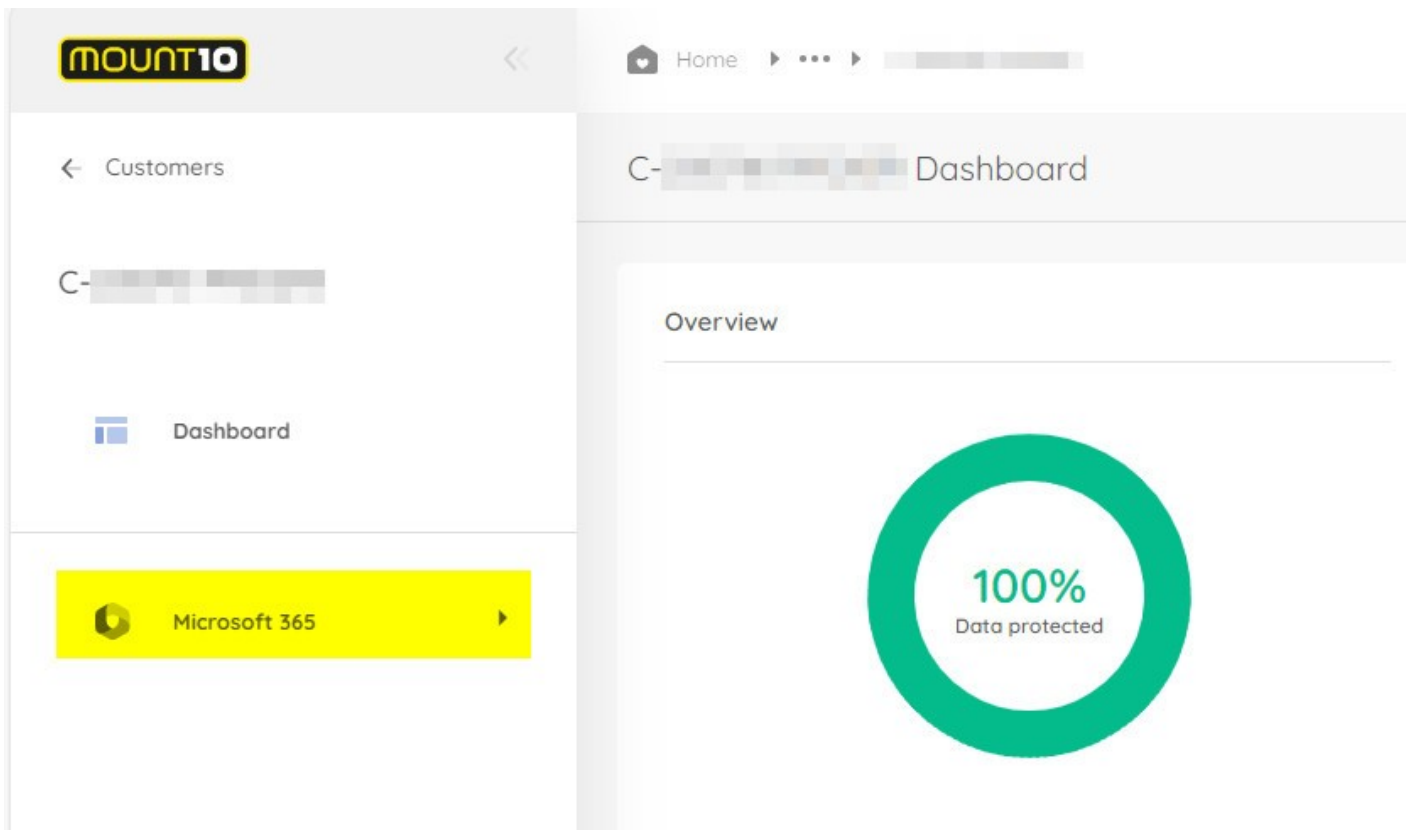 MOUNT10
Home
Customers
C-
Dashboard
Microsoft 365
C- Dashboard
Overview
100%
Data protected